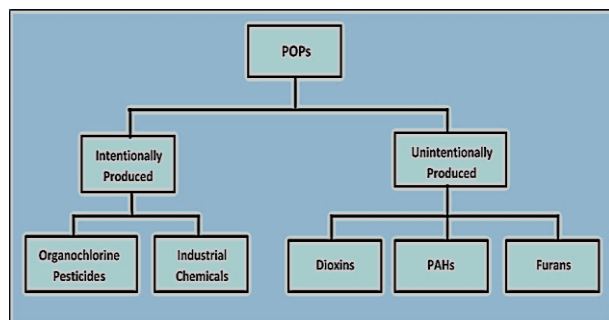 POPs
Intentionally
Produced
Unintentionally
Produced
Organochlorine
Pesticides
Industrial
Chemicals
Dioxins
PAHs
Furans